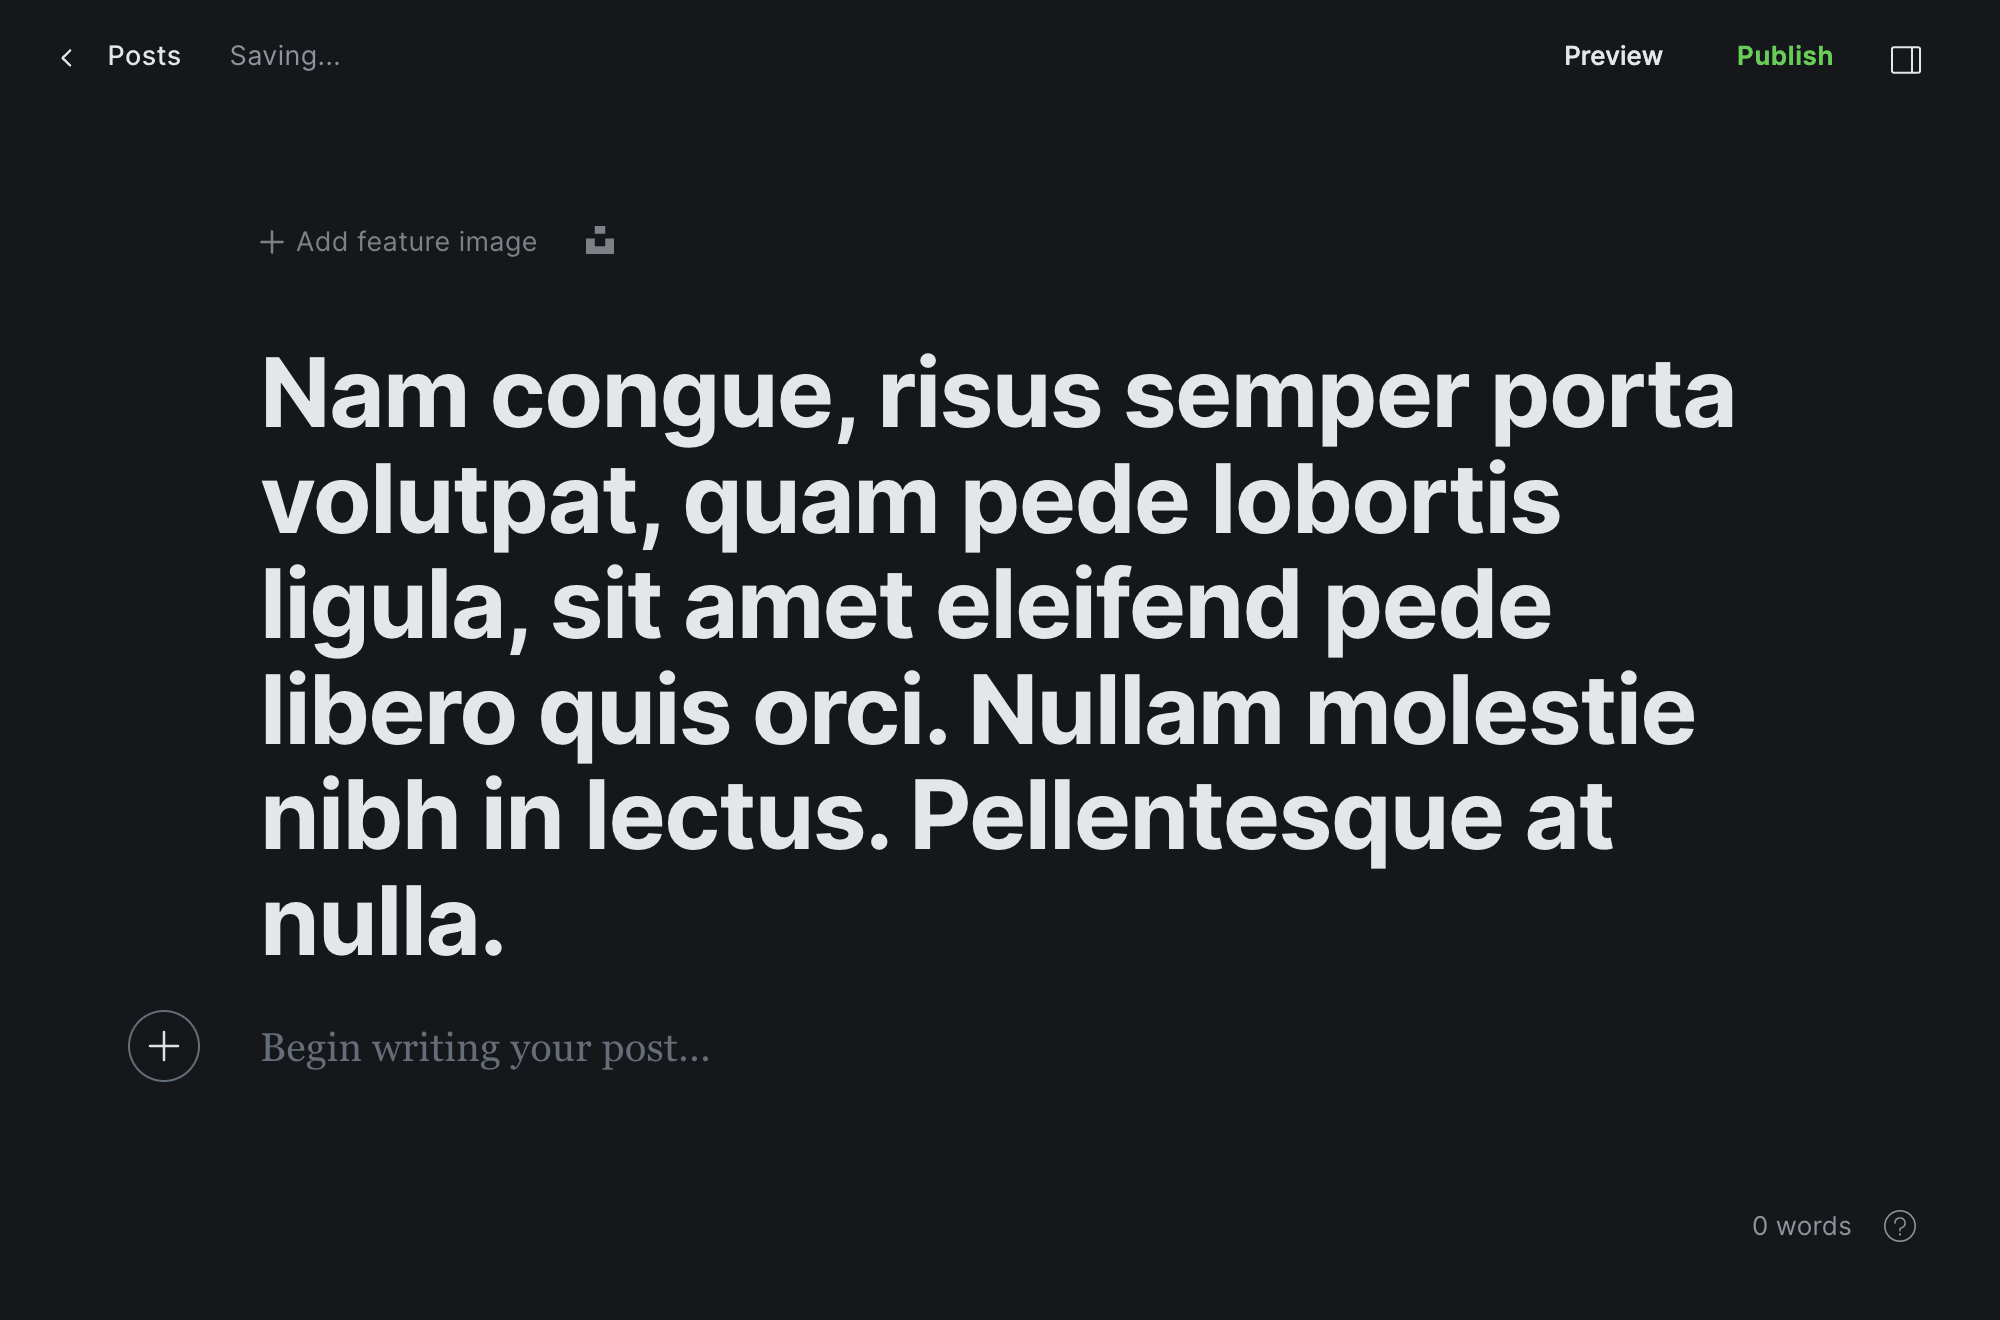 Posts
Saving...
Preview
Publish
Add feature image
Nam congue, risus semper porta
volutpat, quam pede lobortis
ligula, sit amet eleifend pede
libero quis orci. Nullam molestie
nibh in lectus. Pellentesque at
nulla.
Begin writing your post...
0 words
?